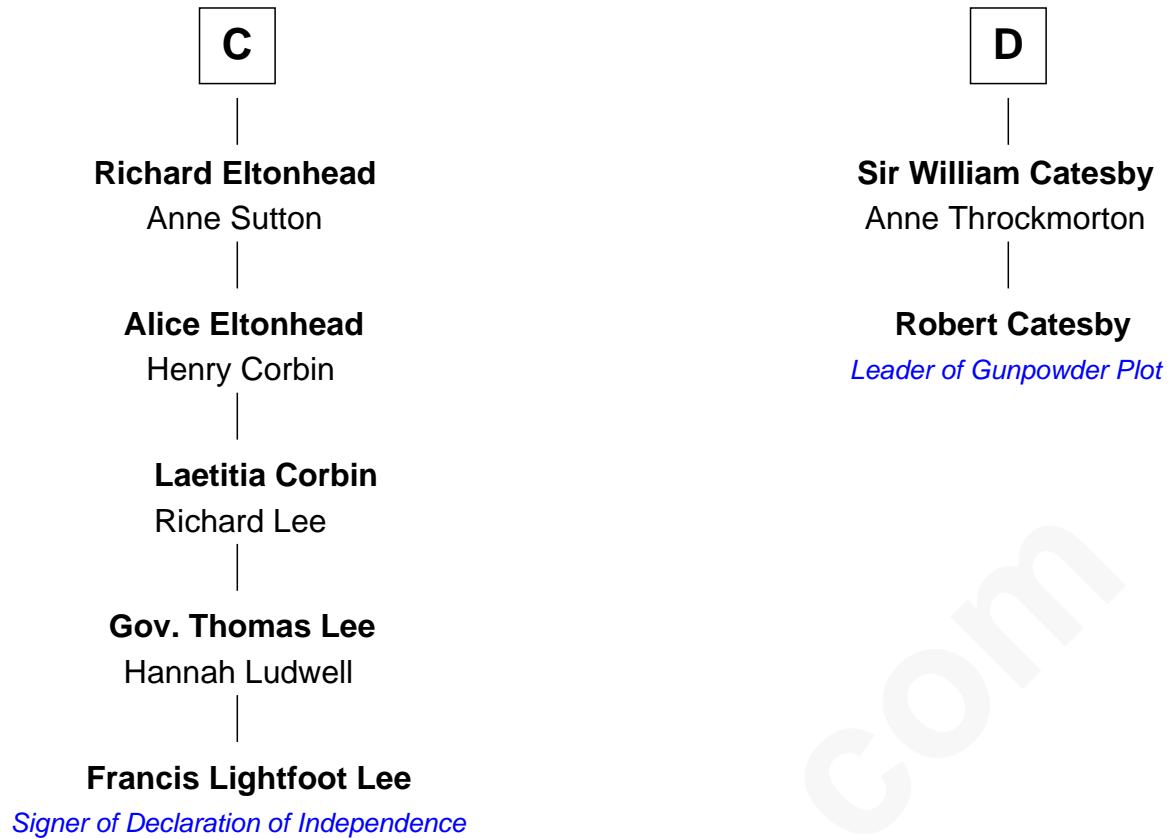 C
Richard Eltonhead
Anne Sutton
Alice Eltonhead
Henry Corbin
Laetitia Corbin
Richard Lee
Gov. Thomas Lee
Hannah Ludwell
Francis Lightfoot Lee
Signer of Declaration of Independence
D
Sir William Catesby
Anne Throckmorton
Robert Catesby
Leader of Gunpowder Plot
com